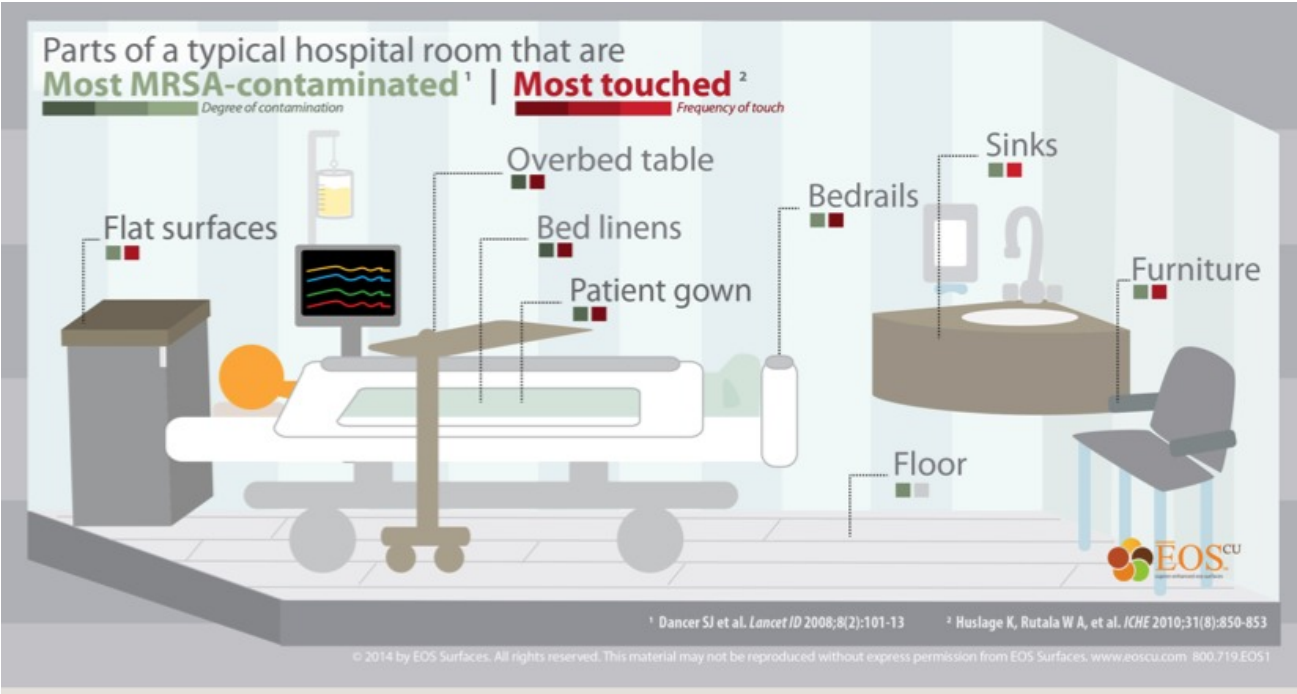 Parts of a typical hospital room that are
Most MRSA-contaminated ¹ | Most touched ²
Degree of contamination Frequency of touch
Sinks
Overbed table
Bedrails
Flat surfaces
Bed linens
Furniture
Patient gown
Floor
ĒOS CU
¹ Dancer SJ et al. Lancet ID 2008;8(2):101-13 ² Huslage K, Rutala W A, et al. ICHE 2010;31(8):850-853
© 2014 by EOS Surfaces. All rights reserved. This material may not be reproduced without express permission from EOS Surfaces. www.eoscu.com 800.719.EOS1